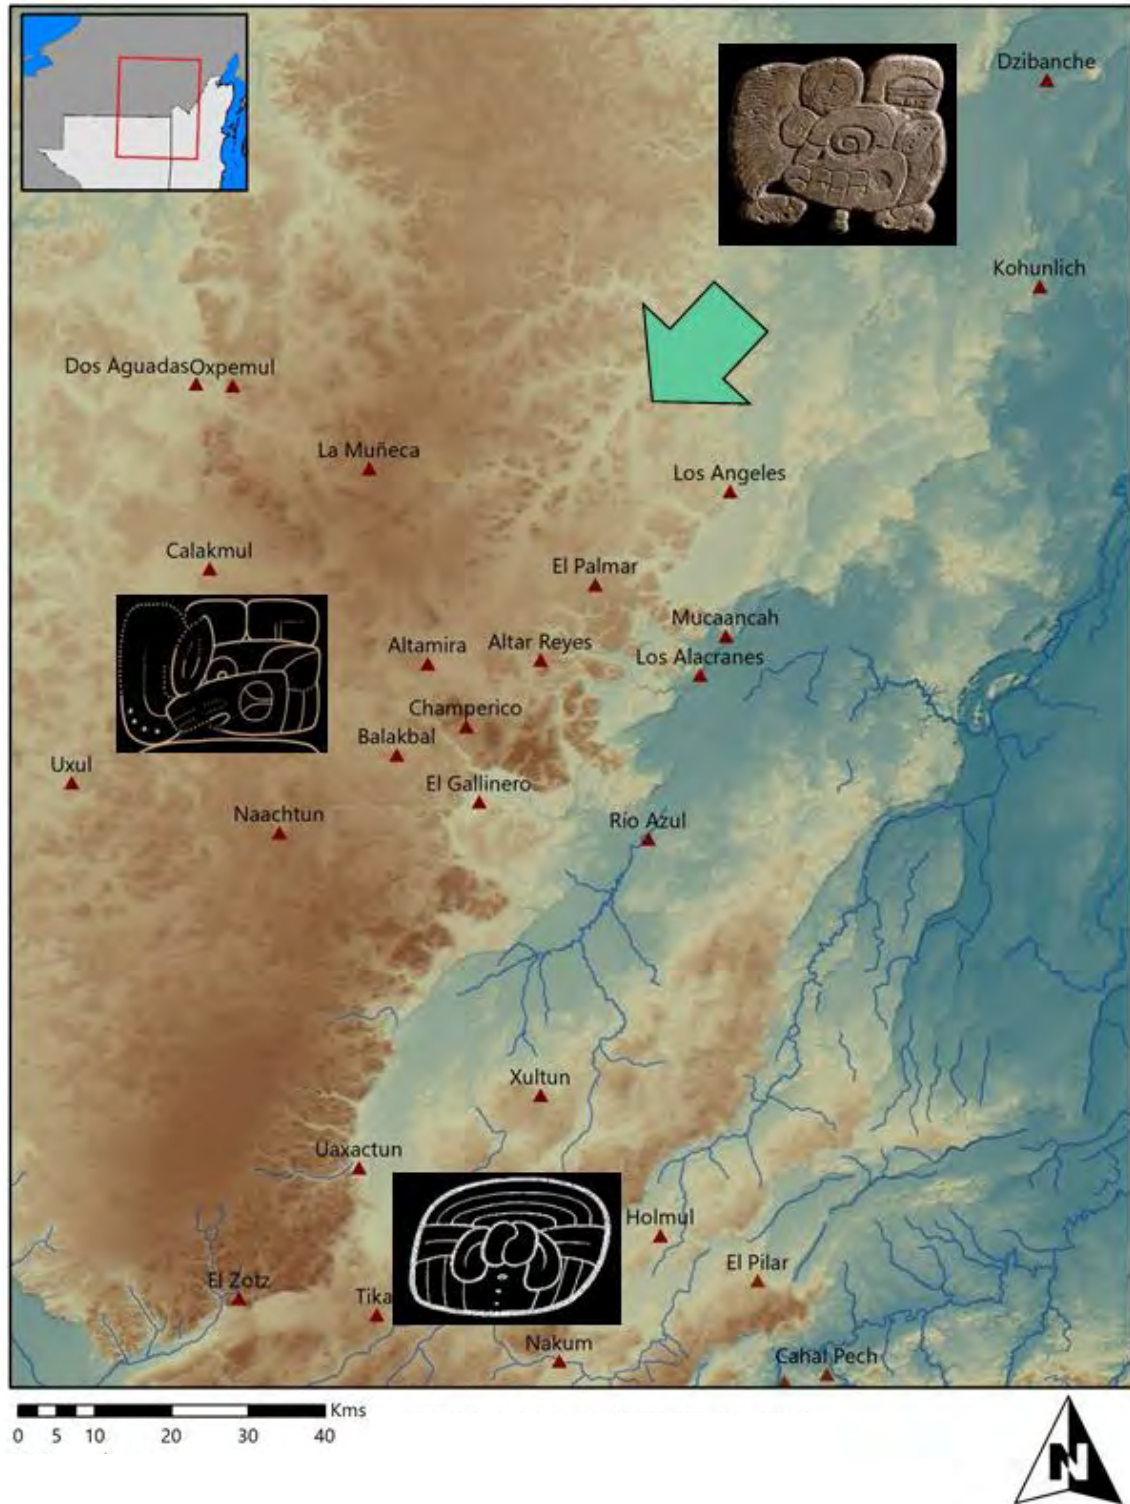 Dzibanche
Kohunlich
Dos Aguadas Oxpemul
La Muñeca
Los Angeles
Calakmul
El Palmar
Mucaancah
Altamira
Altar Reyes
Los Alacranes
Champerico
Balakbal
Uxul
El Gallinero
Naachtun
Río Azul
Xultun
Uaxactun
Holmul
El Pilar
El Zotz
Tika
Nakum
Cahal Pech
Kms
0 5 10 20 30 40
N